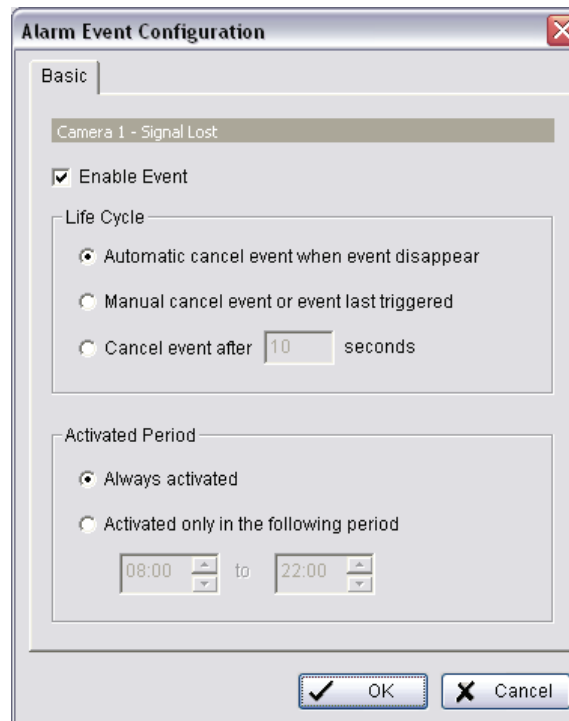 Alarm Event Configuration
Basic
Camera 1 - Signal Lost
Enable Event
Life Cycle
Automatic cancel event when event disappear
Manual cancel event or event last triggered
Cancel event after 10 seconds
Activated Period
Always activated
Activated only in the following period
08:00 to 22:00
OK Cancel